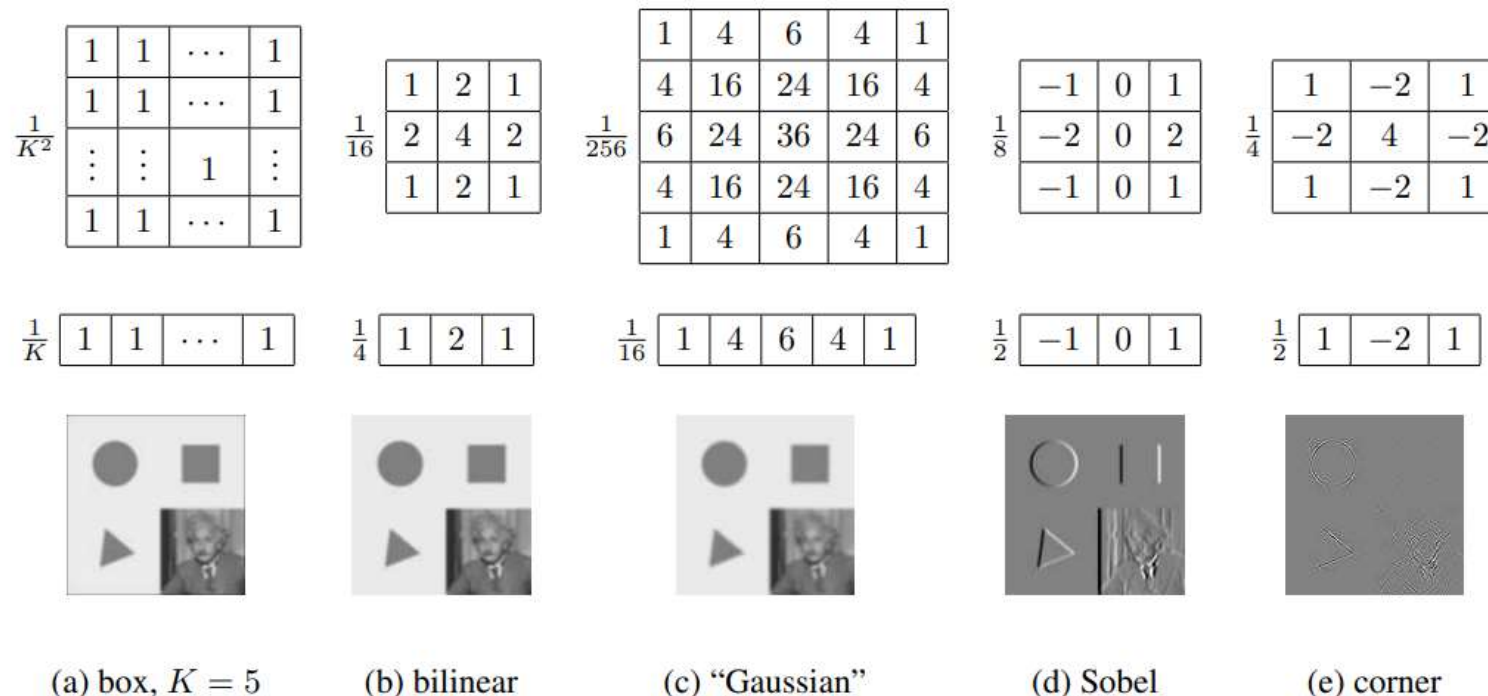 1/K² 1 1 ⋯ 1
1 1 ⋯ 1
⋮ ⋮ 1 ⋮
1 1 ⋯ 1
1/16 1 2 1
2 4 2
1 2 1
1/256 1 4 6 4 1
4 16 24 16 4
6 24 36 24 6
4 16 24 16 4
1 4 6 4 1
1/8 −1 0 1
−2 0 2
−1 0 1
1/4 1 −2 1
−2 4 −2
1 −2 1
1/K 1 1 ⋯ 1
1/4 1 2 1
1/16 1 4 6 4 1
1/2 −1 0 1
1/2 1 −2 1
(a) box, K = 5
(b) bilinear
(c) “Gaussian”
(d) Sobel
(e) corner